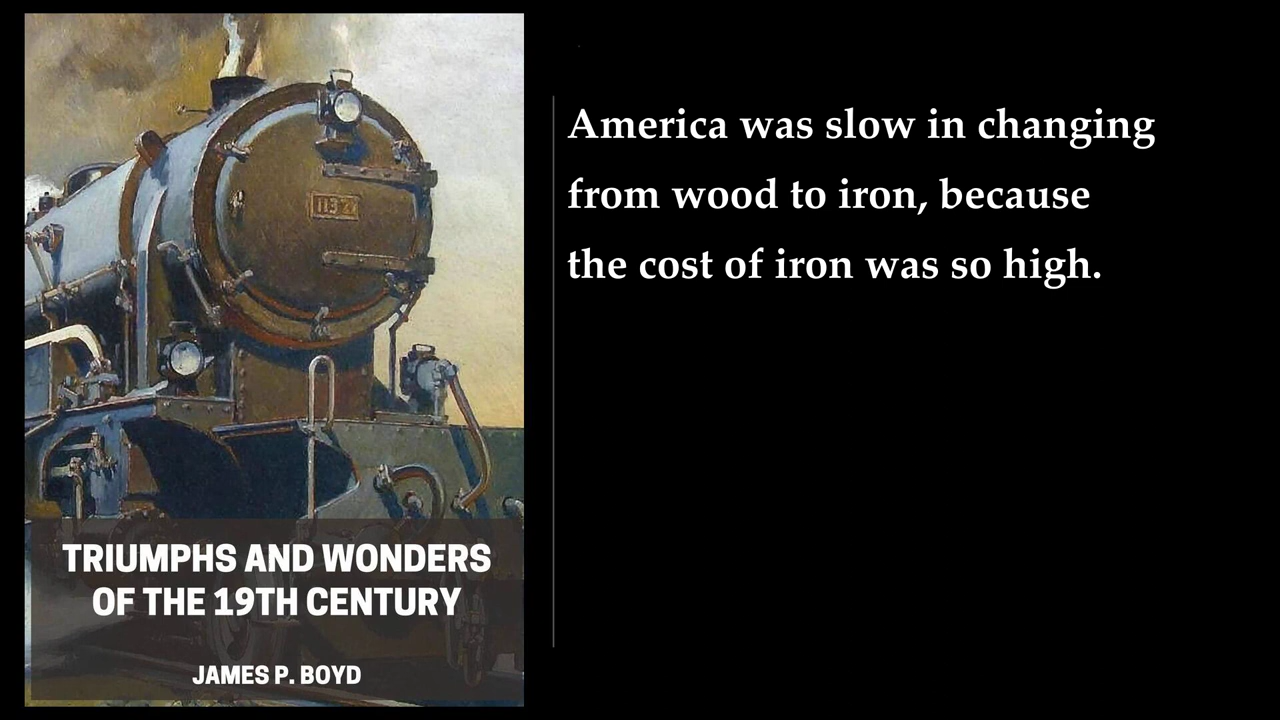 TRIUMPHS AND WONDERS
OF THE 19TH CENTURY
JAMES P. BOYD
America was slow in changing
from wood to iron, because
the cost of iron was so high.